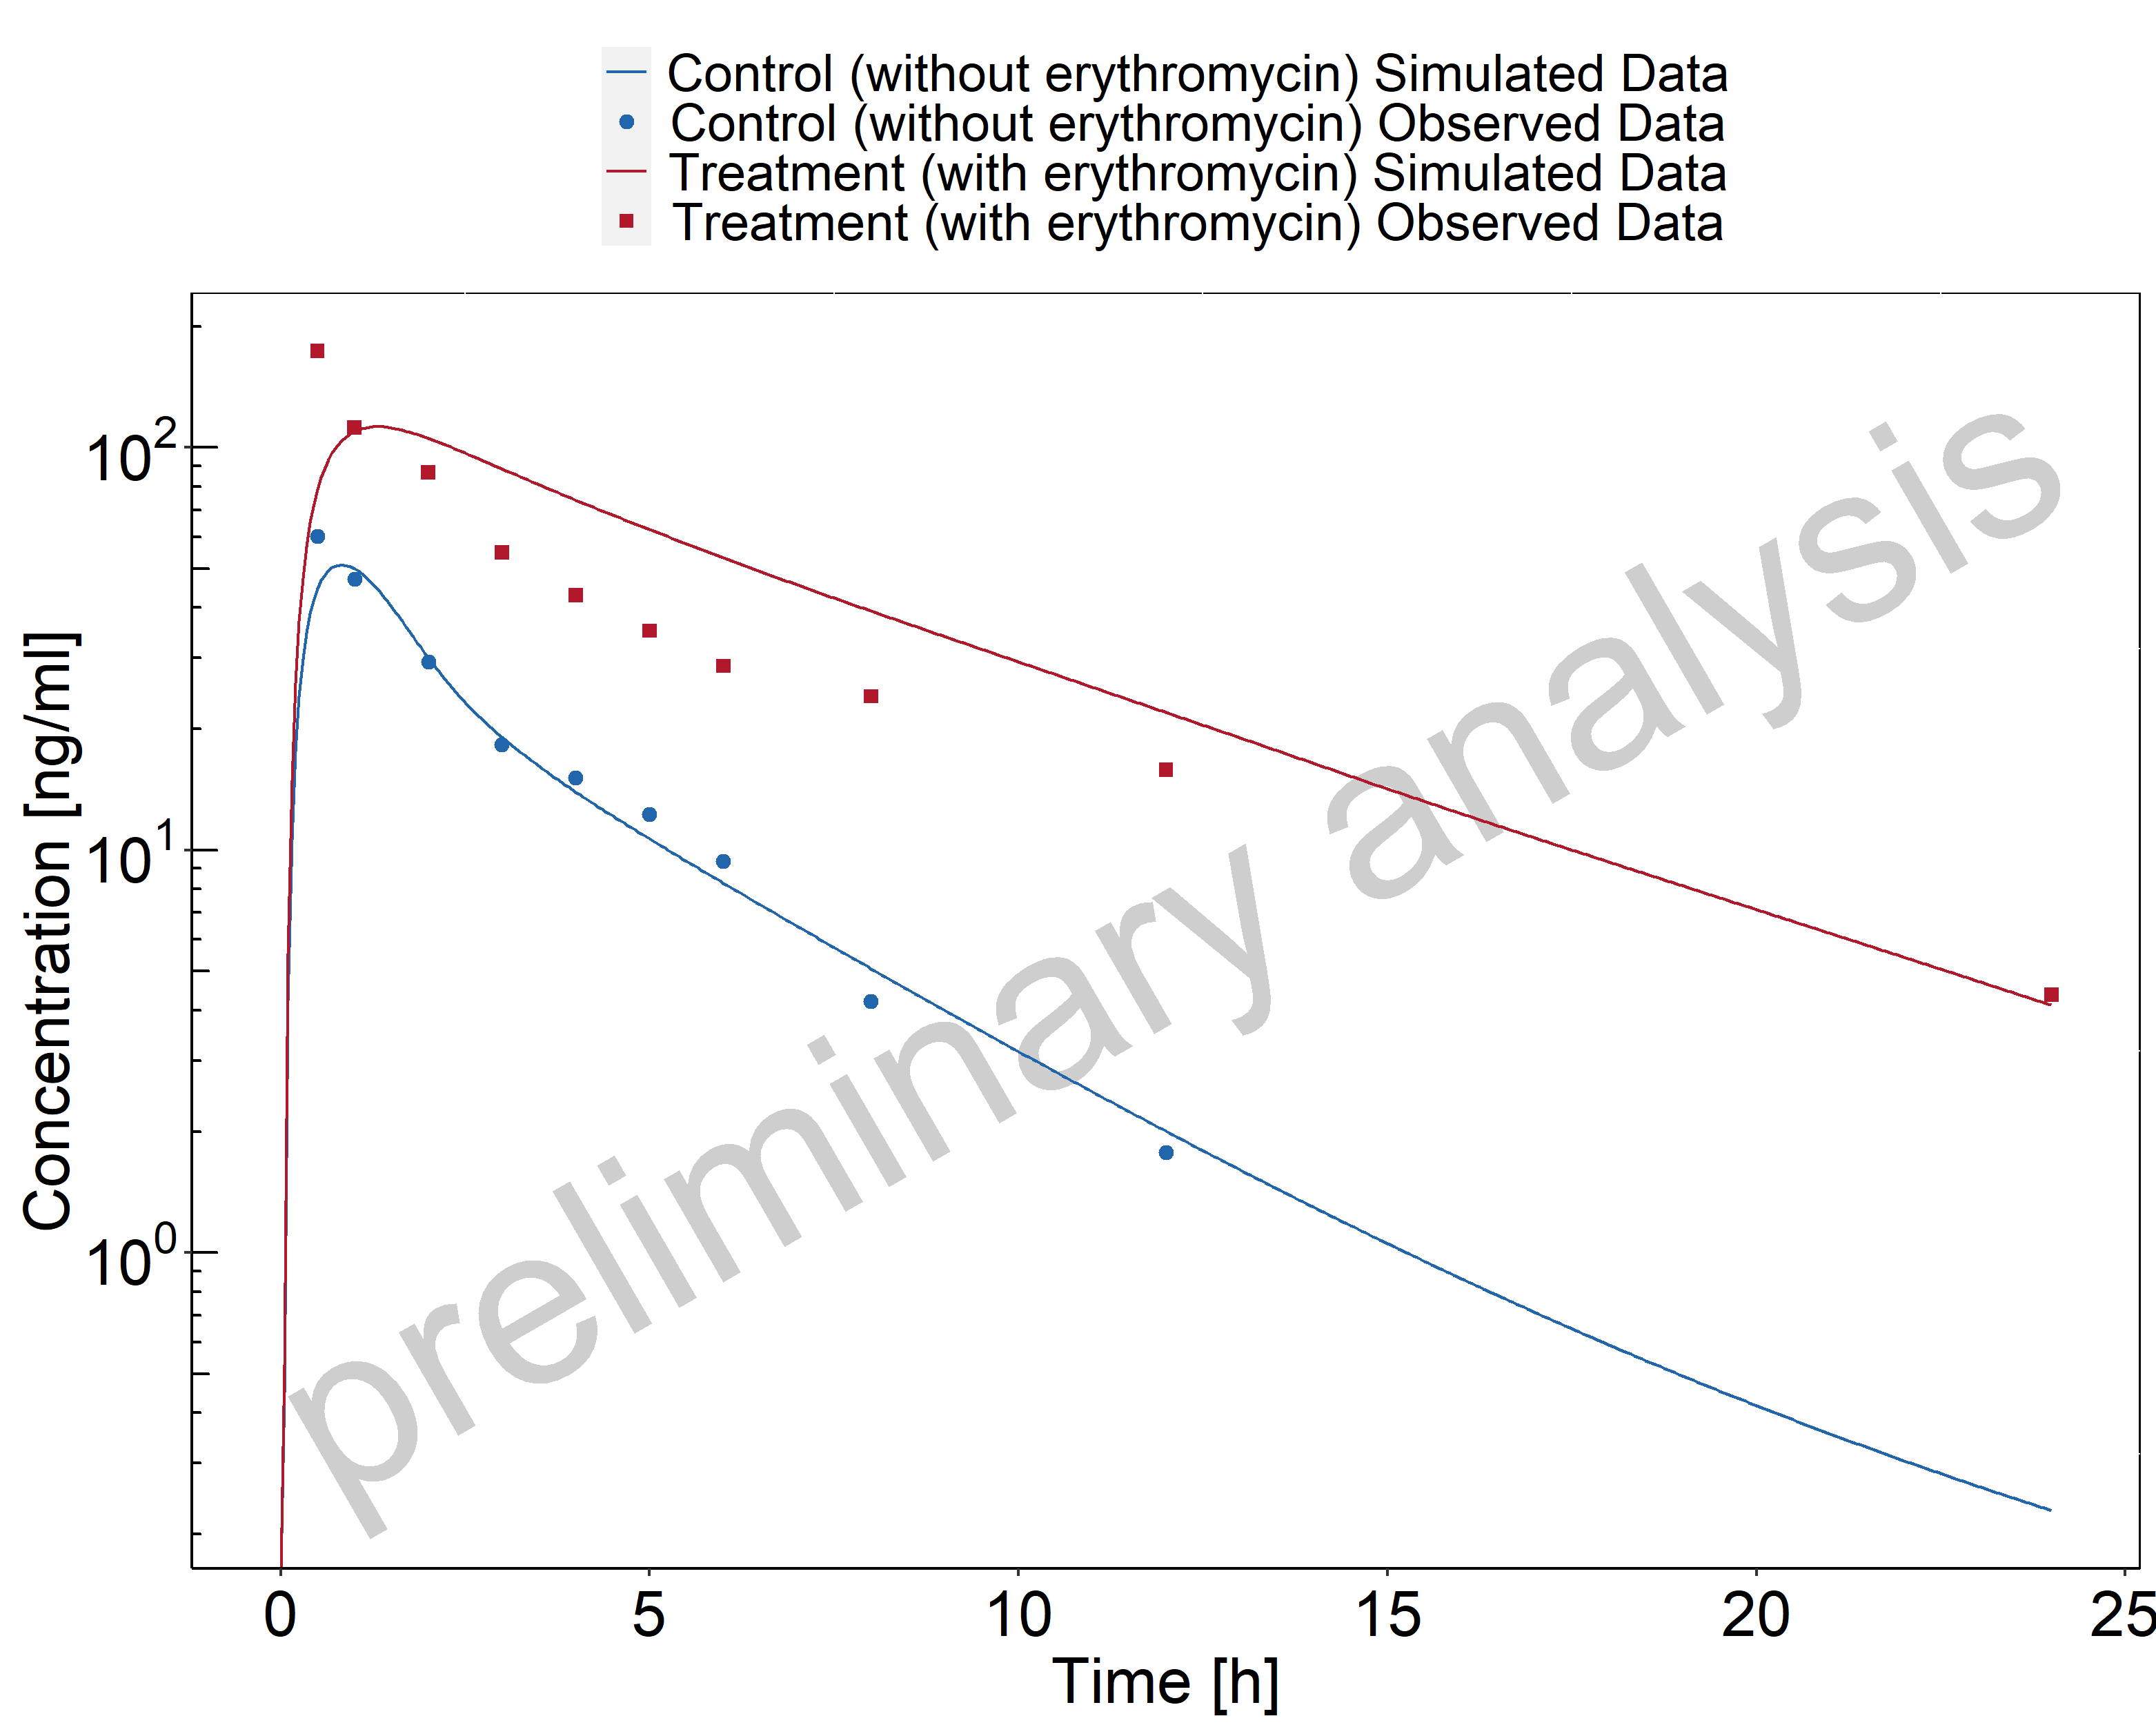 Control (without erythromycin) Simulated Data
Control (without erythromycin) Observed Data
Treatment (with erythromycin) Simulated Data
Treatment (with erythromycin) Observed Data
Concentration [ng/ml]
10²
10¹
10⁰
preliminary analysis
0 5 10 15 20 25
Time [h]